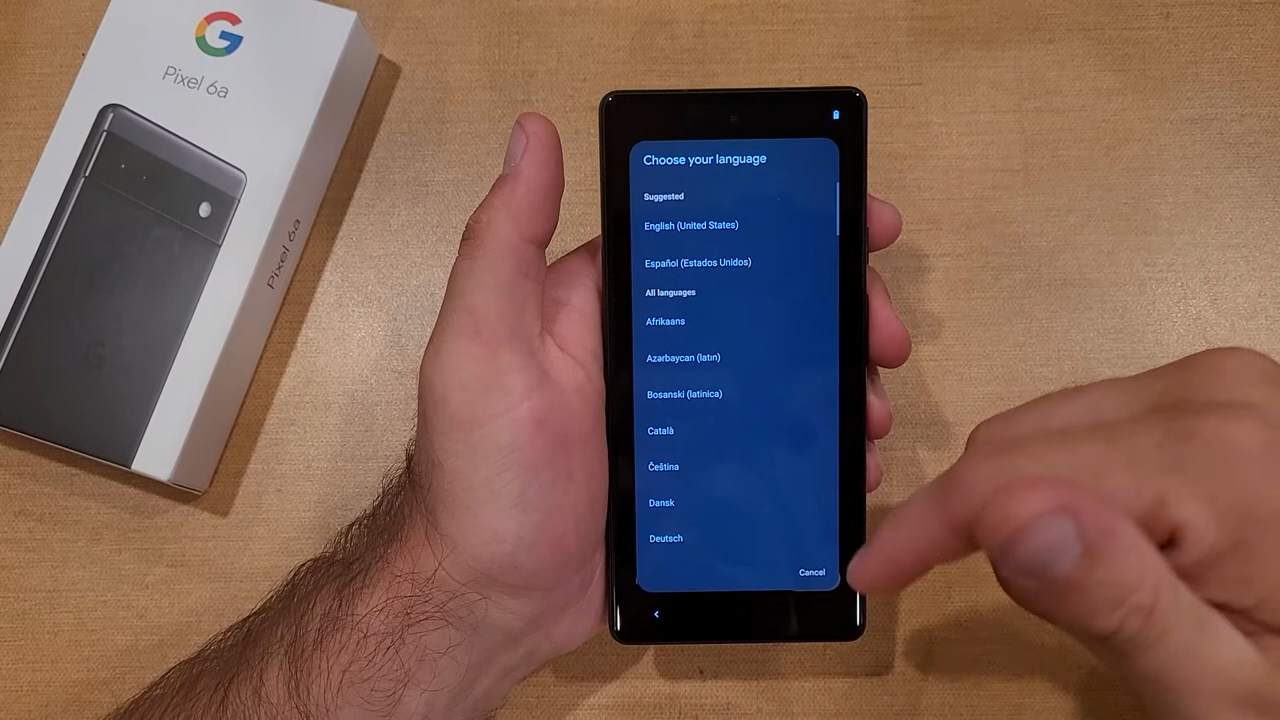 G
Pixel 6a
Pixel 6a
Choose your language
Suggested
English (United States)
Español (Estados Unidos)
All languages
Afrikaans
Azərbaycan (latın)
Bosanski (latinica)
Català
Čeština
Dansk
Deutsch
Cancel